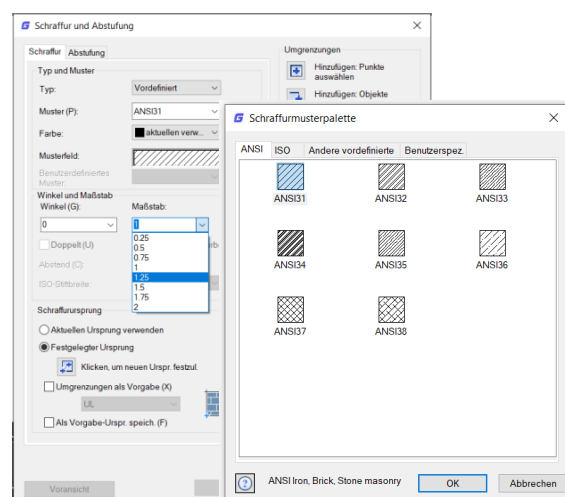 Schraffur und Abstufung
Schraffur Abstufung
Typ und Muster
Typ: Vordefiniert
Muster (P): ANSI31
Farbe: aktuellen verw...
Musterfeld:
Benutzerdefiniertes
Muster:
Winkel und Maßstab
Winkel (G): Maßstab:
0 1
0.25
0.5
0.75
1
1.25
1.5
1.75
2
Doppelt (U)
Abstand (O):
ISO-Stiftbreite:
Schraffurursprung
Aktuellen Ursprung verwenden
Festgelegter Ursprung
Klicken, um neuen Urspr. festzul.
Umgrenzungen als Vorgabe (X)
UL
Als Vorgabe-Urspr. speich. (F)
Voransicht
Umgrenzungen
Hinzufügen: Punkte
auswählen
Hinzufügen: Objekte
Schraffurmusterpalette
ANSI ISO Andere vordefinierte Benutzerspez.
ANSI31 ANSI32 ANSI33
ANSI34 ANSI35 ANSI36
ANSI37 ANSI38
ANSI Iron, Brick, Stone masonry
OK Abbrechen